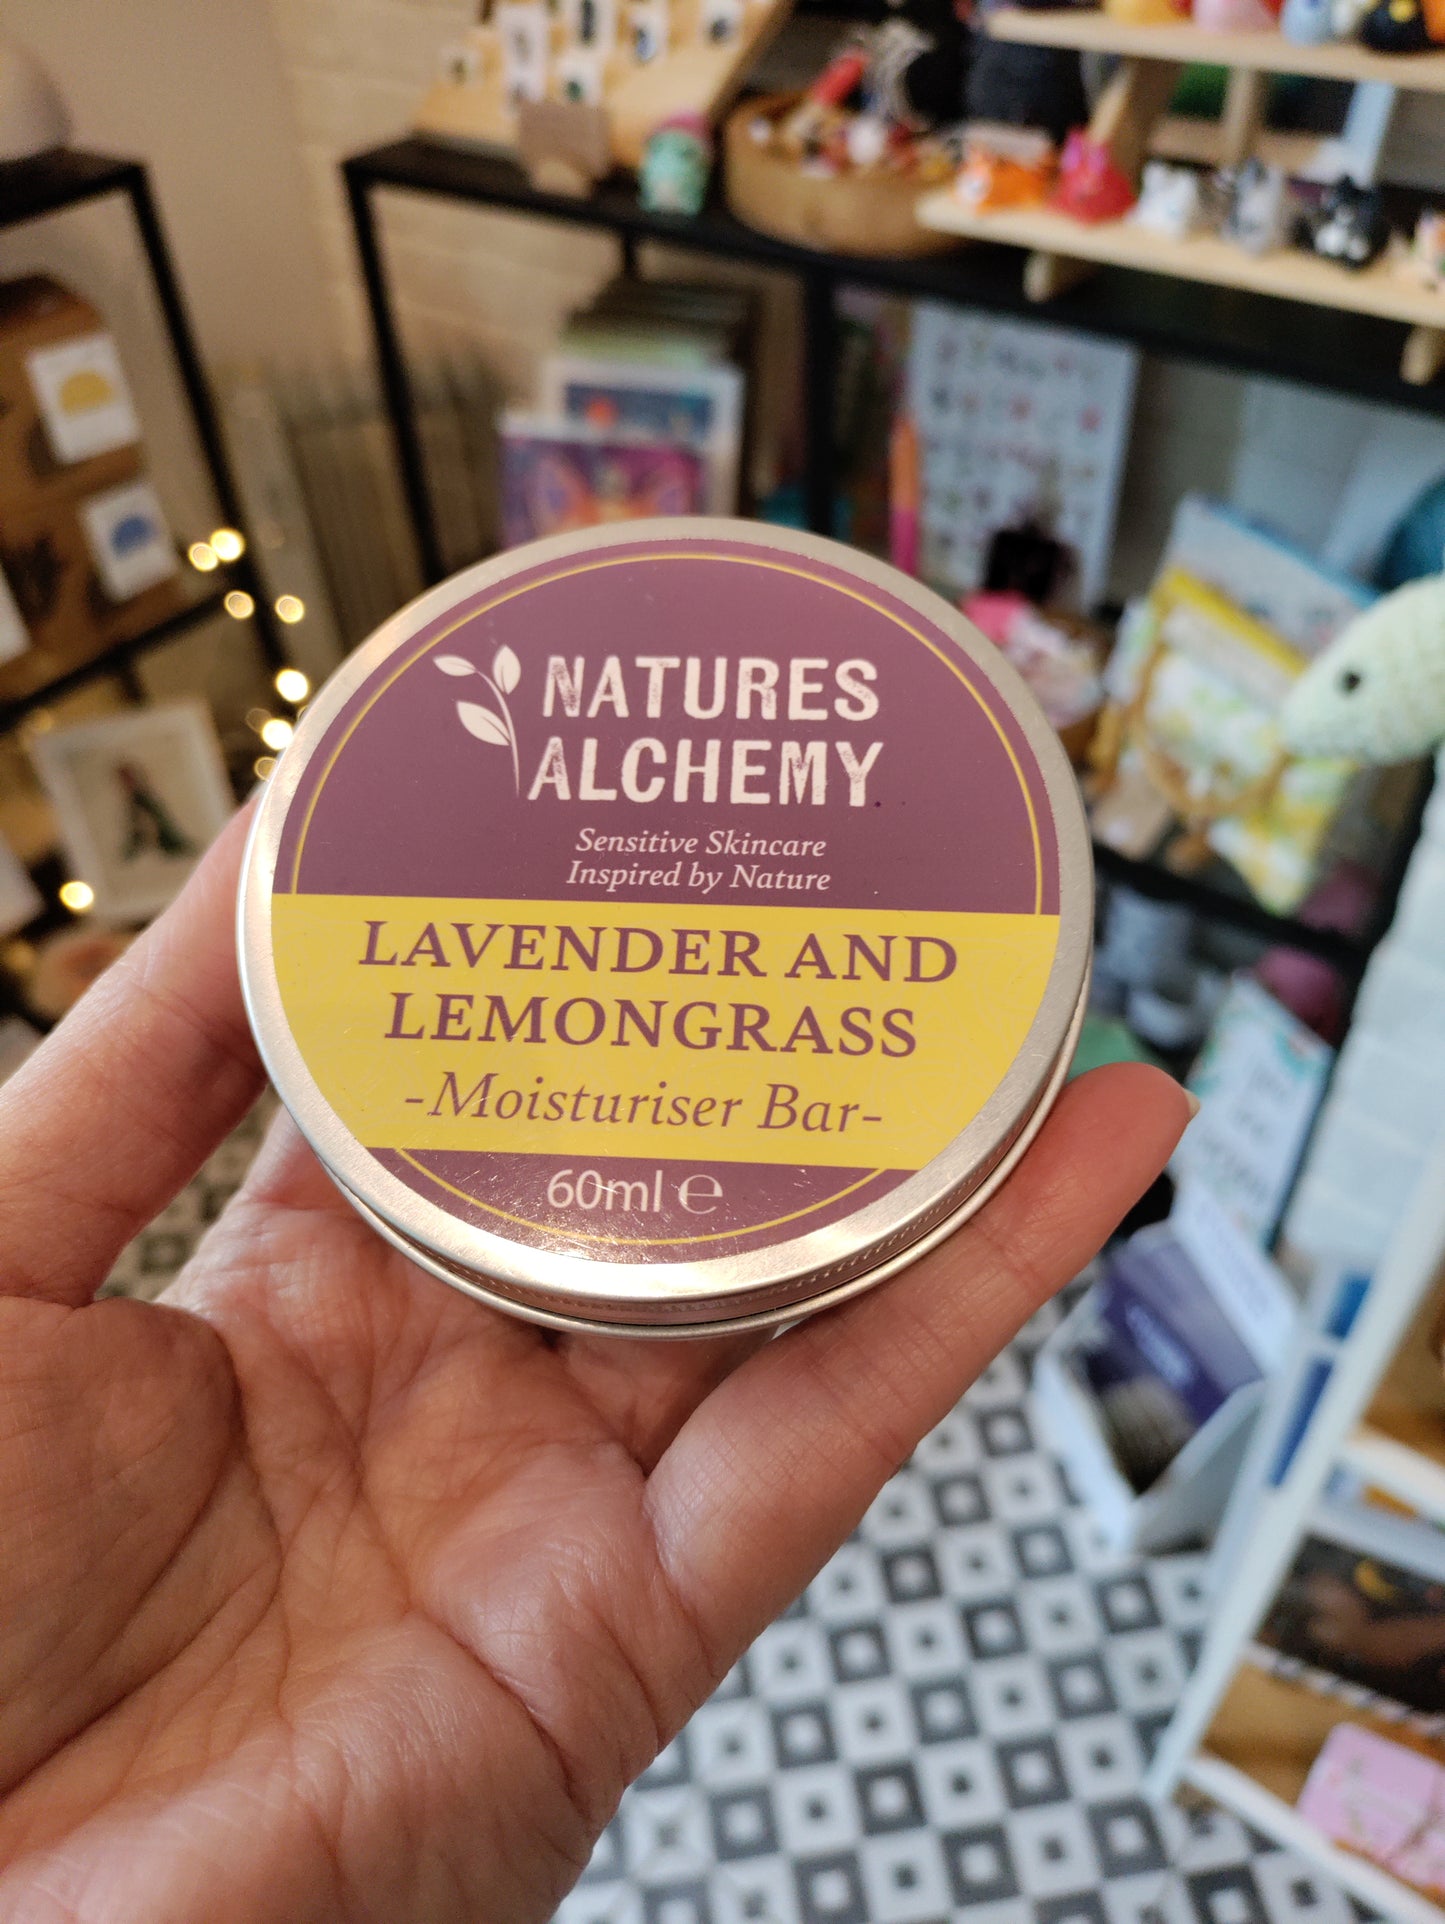 NATURES
ALCHEMY
Sensitive Skincare
Inspired by Nature
LAVENDER AND
LEMONGRASS
-Moisturiser Bar-
60ml ℮